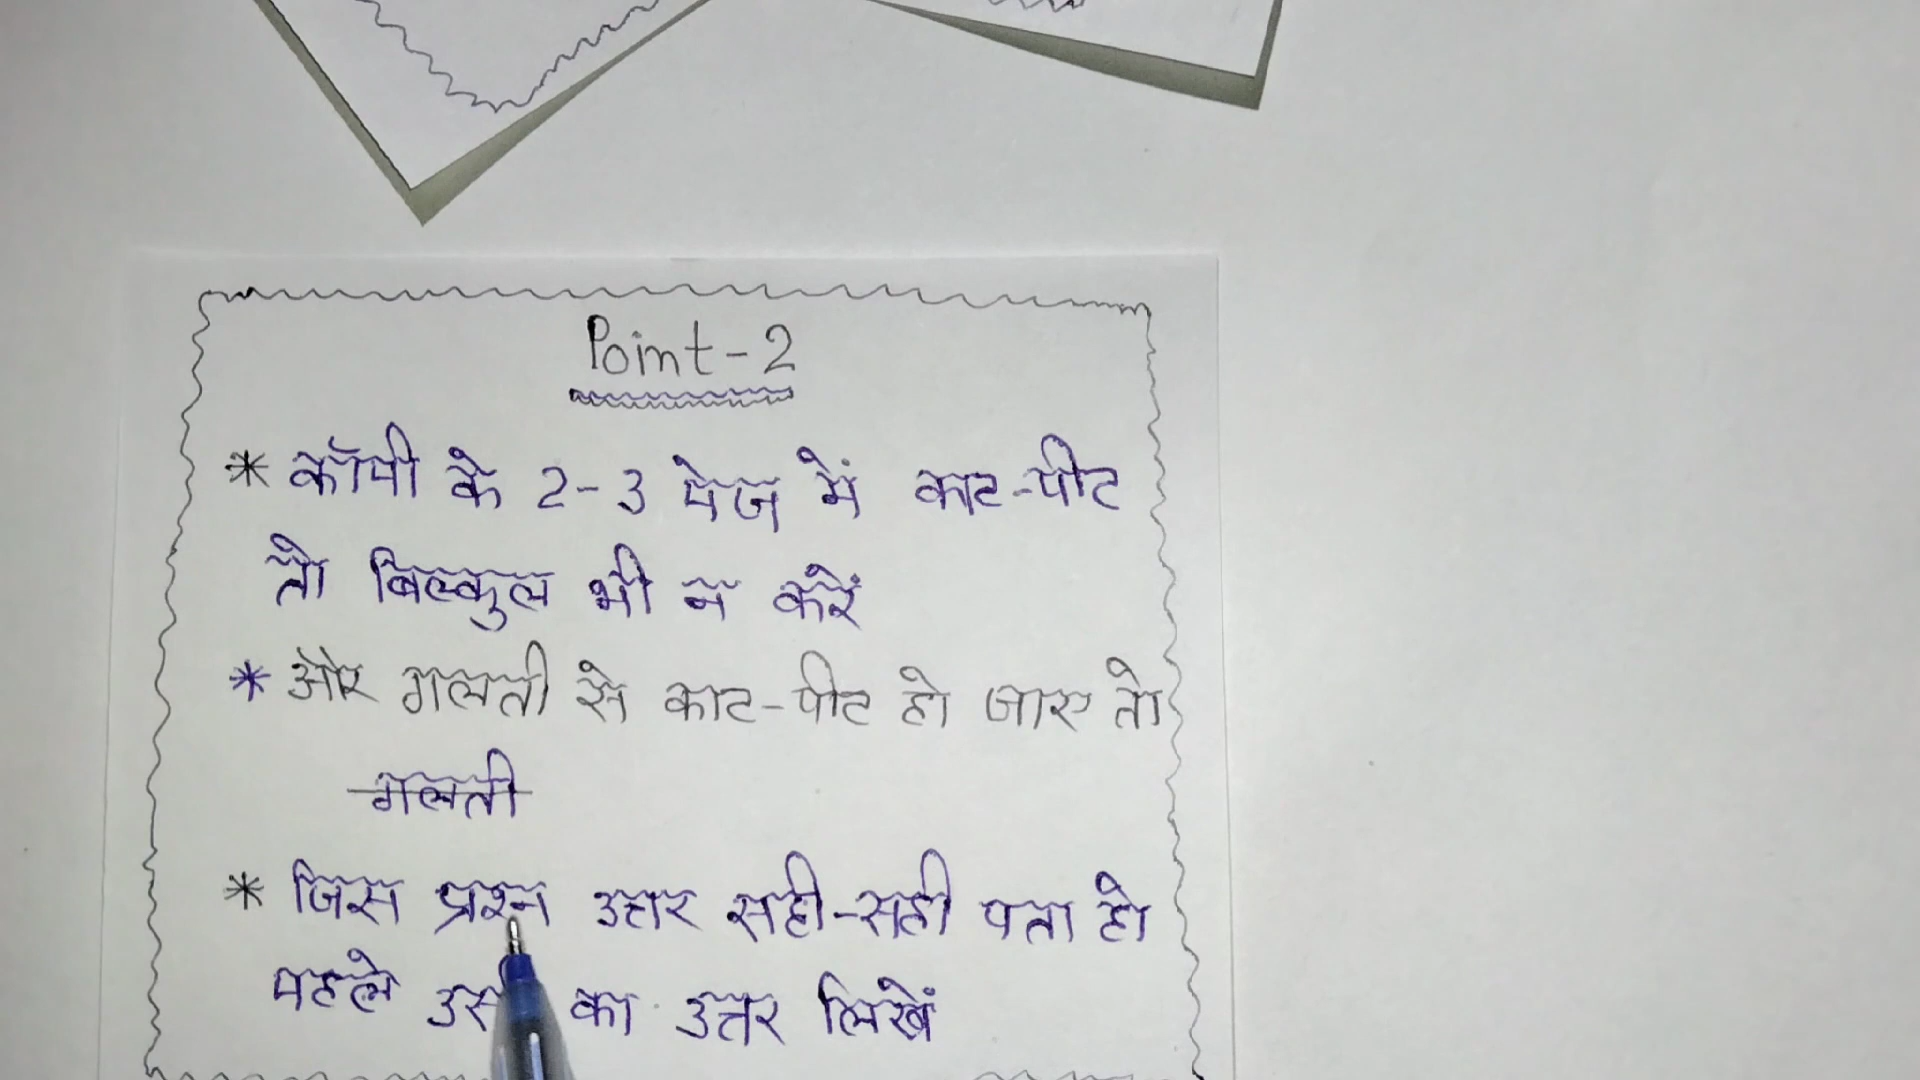 Point-2
* कॉपी के 2-3 पेज में काट-पीट
तो बिल्कुल भी न करें
* और गलती से काट-पीट हो जाए तो
गलती
* जिस प्रश्न उत्तर सही-सही पता हो
पहले का उत्तर लिखें